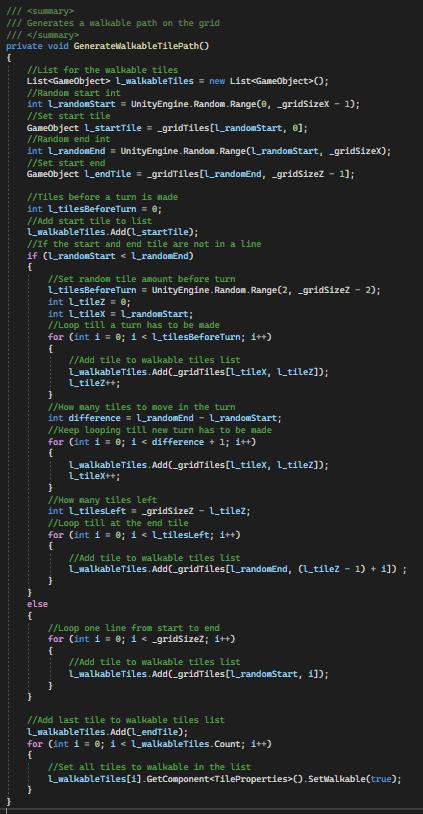 /// <summary>
/// Generates a walkable path on the grid
/// </summary>
private void GenerateWalkableTilePath()
{
//List for the walkable tiles
List<GameObject> l_walkableTiles = new List<GameObject>();
//Random start int
int l_randomStart = UnityEngine.Random.Range(0, _gridSizeX - 1);
//Set start tile
GameObject l_startTile = _gridTiles[l_randomStart, 0];
//Random end int
int l_randomEnd = UnityEngine.Random.Range(l_randomStart, _gridSizeX);
//Set start end
GameObject l_endTile = _gridTiles[l_randomEnd, _gridSizeZ - 1];
//Tiles before a turn is made
int l_tilesBeforeTurn = 0;
//Add start tile to list
l_walkableTiles.Add(l_startTile);
//If the start and end tile are not in a line
if (l_randomStart < l_randomEnd)
{
//Set random tile amount before turn
l_tilesBeforeTurn = UnityEngine.Random.Range(2, _gridSizeZ - 2);
int l_tileZ = 0;
int l_tileX = l_randomStart;
//Loop till a turn has to be made
for (int i = 0; i < l_tilesBeforeTurn; i++)
{
//Add tile to walkable tiles list
l_walkableTiles.Add(_gridTiles[l_tileX, l_tileZ]);
l_tileZ++;
}
//How many tiles to move in the turn
int difference = l_randomEnd - l_randomStart;
//Keep looping till new turn has to be made
for (int i = 0; i < difference + 1; i++)
{
l_walkableTiles.Add(_gridTiles[l_tileX, l_tileZ]);
l_tileX++;
}
//How many tiles left
int l_tilesLeft = _gridSizeZ - l_tileZ;
//Loop till at the end tile
for (int i = 0; i < l_tilesLeft; i++)
{
//Add tile to walkable tiles list
l_walkableTiles.Add(_gridTiles[l_randomEnd, (l_tileZ - 1) + i]) ;
}
}
else
{
//Loop one line from start to end
for (int i = 0; i < _gridSizeZ; i++)
{
//Add tile to walkable tiles list
l_walkableTiles.Add(_gridTiles[l_randomStart, i]);
}
}
//Add last tile to walkable tiles list
l_walkableTiles.Add(l_endTile);
for (int i = 0; i < l_walkableTiles.Count; i++)
{
//Set all tiles to walkable in the list
l_walkableTiles[i].GetComponent<TileProperties>().SetWalkable(true);
}
}